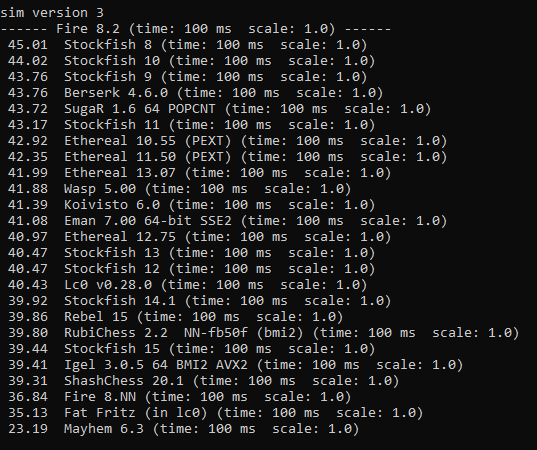 sim version 3
------ Fire 8.2 (time: 100 ms  scale: 1.0) ------
45.01  Stockfish 8 (time: 100 ms  scale: 1.0)
44.02  Stockfish 10 (time: 100 ms  scale: 1.0)
43.76  Stockfish 9 (time: 100 ms  scale: 1.0)
43.76  Berserk 4.6.0 (time: 100 ms  scale: 1.0)
43.72  SugaR 1.6 64 POPCNT (time: 100 ms  scale: 1.0)
43.17  Stockfish 11 (time: 100 ms  scale: 1.0)
42.92  Ethereal 10.55 (PEXT) (time: 100 ms  scale: 1.0)
42.35  Ethereal 11.50 (PEXT) (time: 100 ms  scale: 1.0)
41.99  Ethereal 13.07 (time: 100 ms  scale: 1.0)
41.88  Wasp 5.00 (time: 100 ms  scale: 1.0)
41.39  Koivisto 6.0 (time: 100 ms  scale: 1.0)
41.08  Eman 7.00 64-bit SSE2 (time: 100 ms  scale: 1.0)
40.97  Ethereal 12.75 (time: 100 ms  scale: 1.0)
40.47  Stockfish 13 (time: 100 ms  scale: 1.0)
40.47  Stockfish 12 (time: 100 ms  scale: 1.0)
40.43  Lc0 v0.28.0 (time: 100 ms  scale: 1.0)
39.92  Stockfish 14.1 (time: 100 ms  scale: 1.0)
39.86  Rebel 15 (time: 100 ms  scale: 1.0)
39.80  RubiChess 2.2  NN-fb50f (bmi2) (time: 100 ms  scale: 1.0)
39.44  Stockfish 15 (time: 100 ms  scale: 1.0)
39.41  Igel 3.0.5 64 BMI2 AVX2 (time: 100 ms  scale: 1.0)
39.31  ShashChess 20.1 (time: 100 ms  scale: 1.0)
36.84  Fire 8.NN (time: 100 ms  scale: 1.0)
35.13  Fat Fritz (in lc0) (time: 100 ms  scale: 1.0)
23.19  Mayhem 6.3 (time: 100 ms  scale: 1.0)